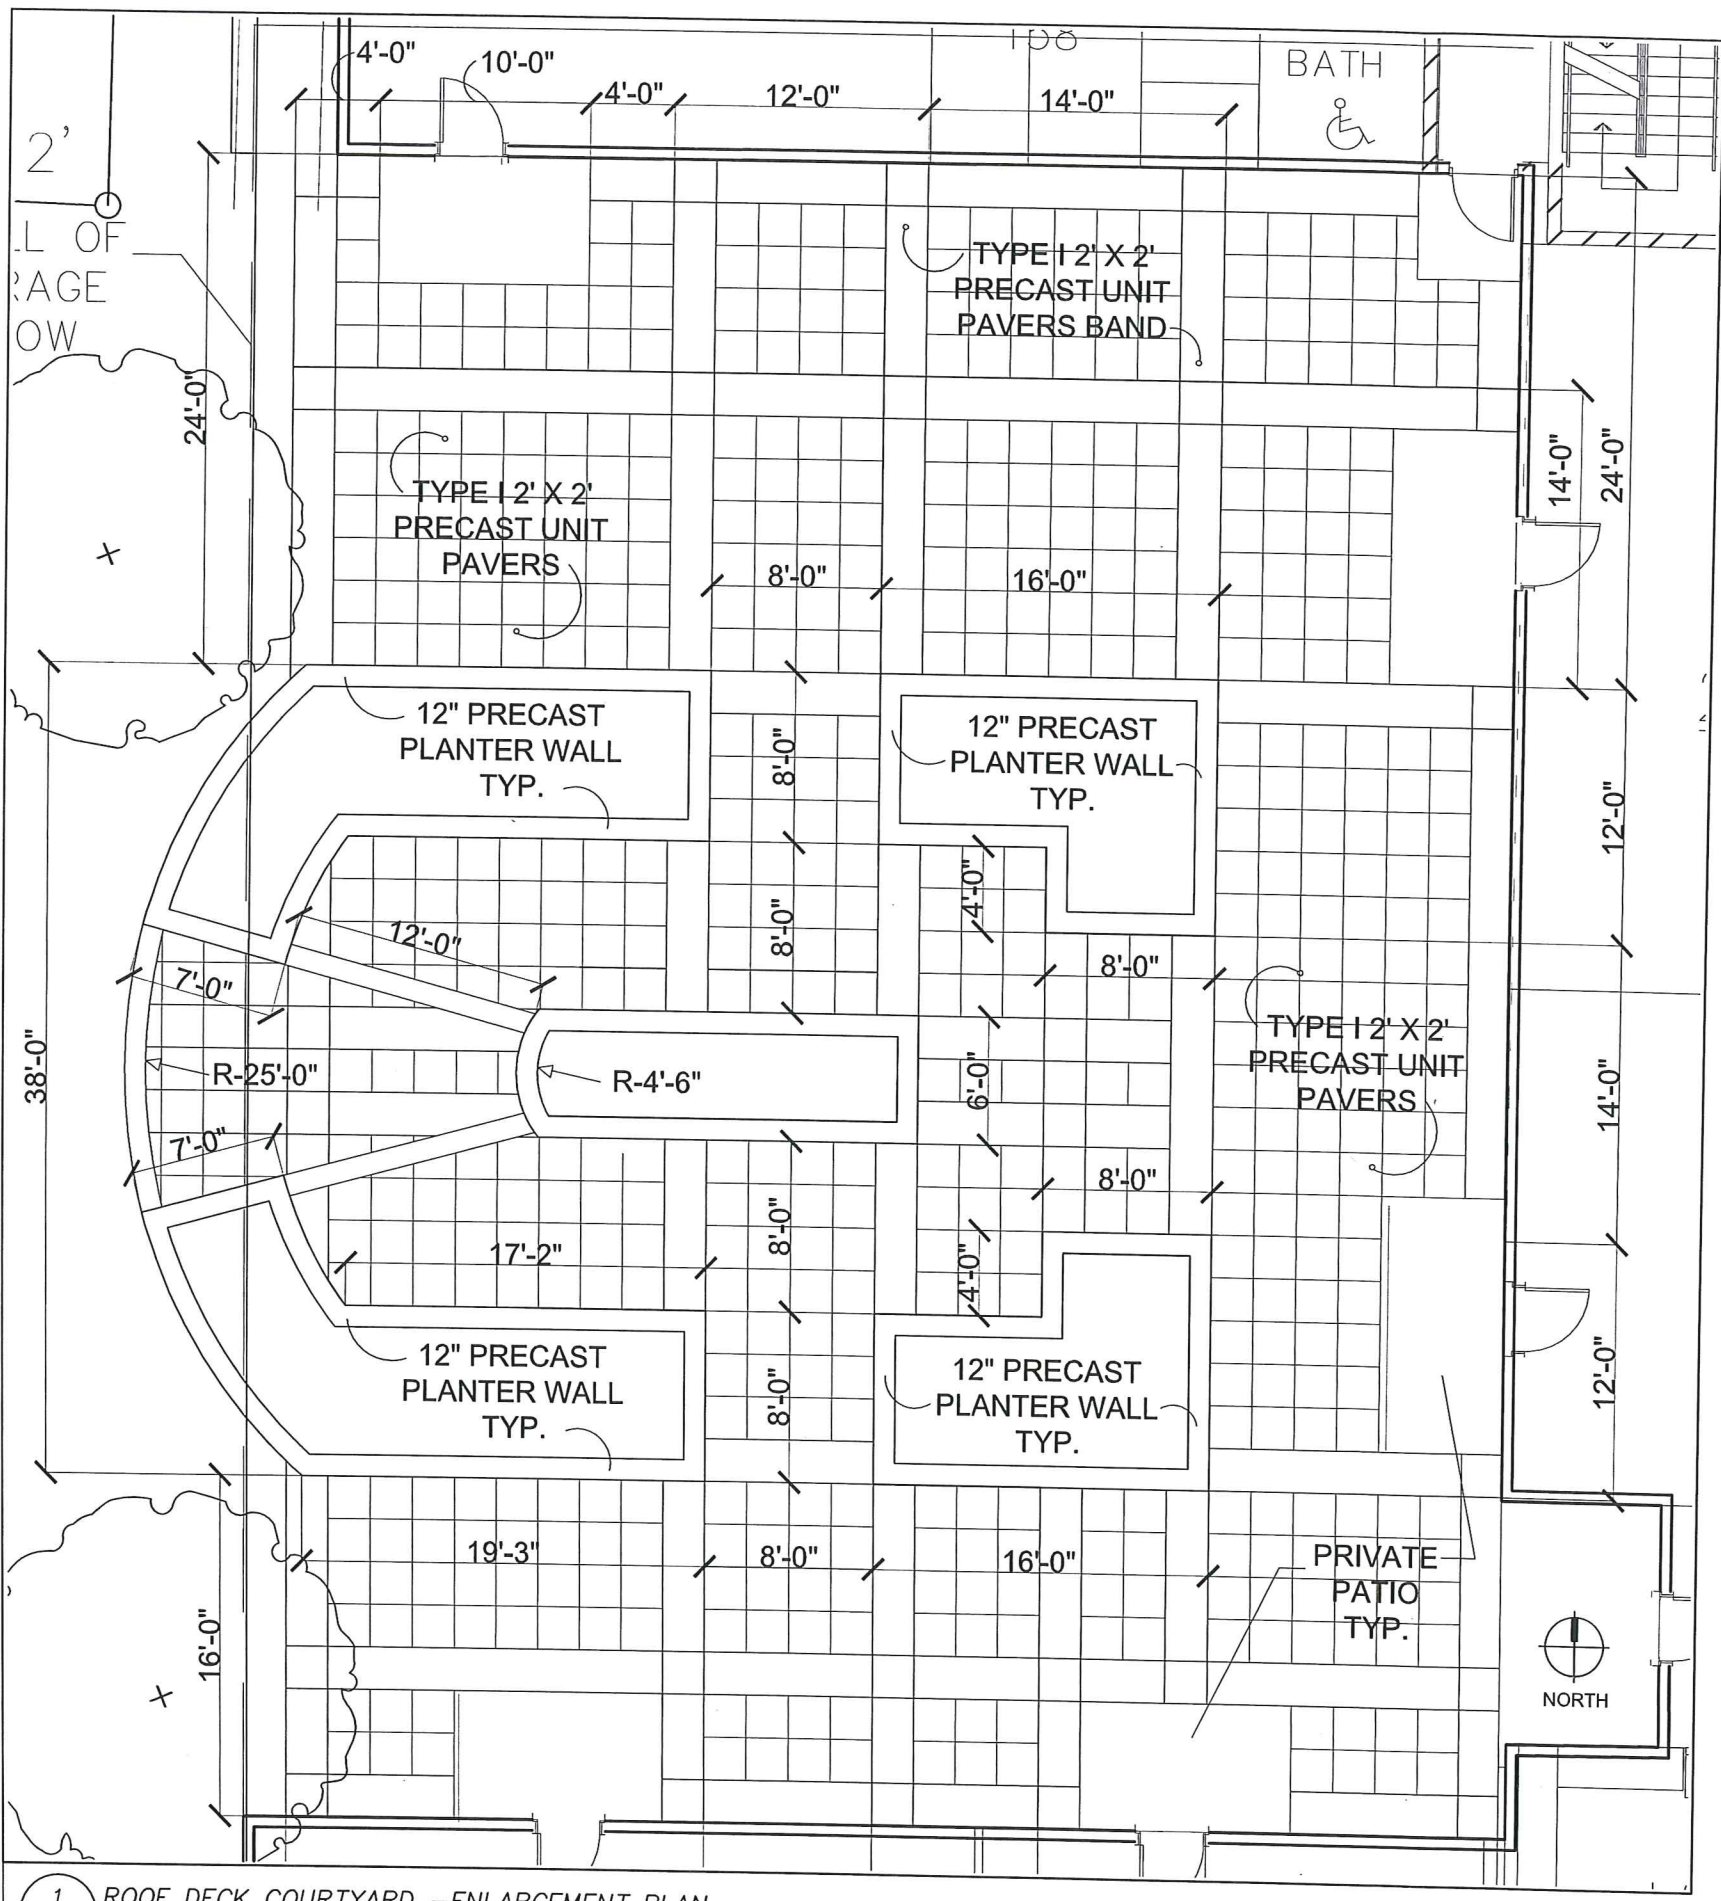 4'-0"
10'-0"
4'-0"
12'-0"
14'-0"
BATH
2'
OF
24'-0"
TYPE I 2' X 2'
PRECAST UNIT
PAVERS BAND
TYPE I 2' X 2'
PRECAST UNIT
PAVERS
14'-0"
24'-0"
8'-0"
16'-0"
12" PRECAST
PLANTER WALL
TYP.
8'-0"
12" PRECAST
PLANTER WALL
TYP.
12'-0"
12'-0"
8'-0"
4'-0"
8'-0"
7'-0"
38'-0"
R-25'-0"
R-4'-6"
6'-0"
TYPE I 2' X 2'
PRECAST UNIT
PAVERS
14'-0"
7'-0"
8'-0"
17'-2"
8'-0"
4'-0"
12" PRECAST
PLANTER WALL
TYP.
8'-0"
12" PRECAST
PLANTER WALL
TYP.
12'-0"
19'-3"
8'-0"
16'-0"
PRIVATE
PATIO
TYP.
16'-0"
NORTH
1
ROOF DECK COURTYARD - ENLARGEMENT PLAN